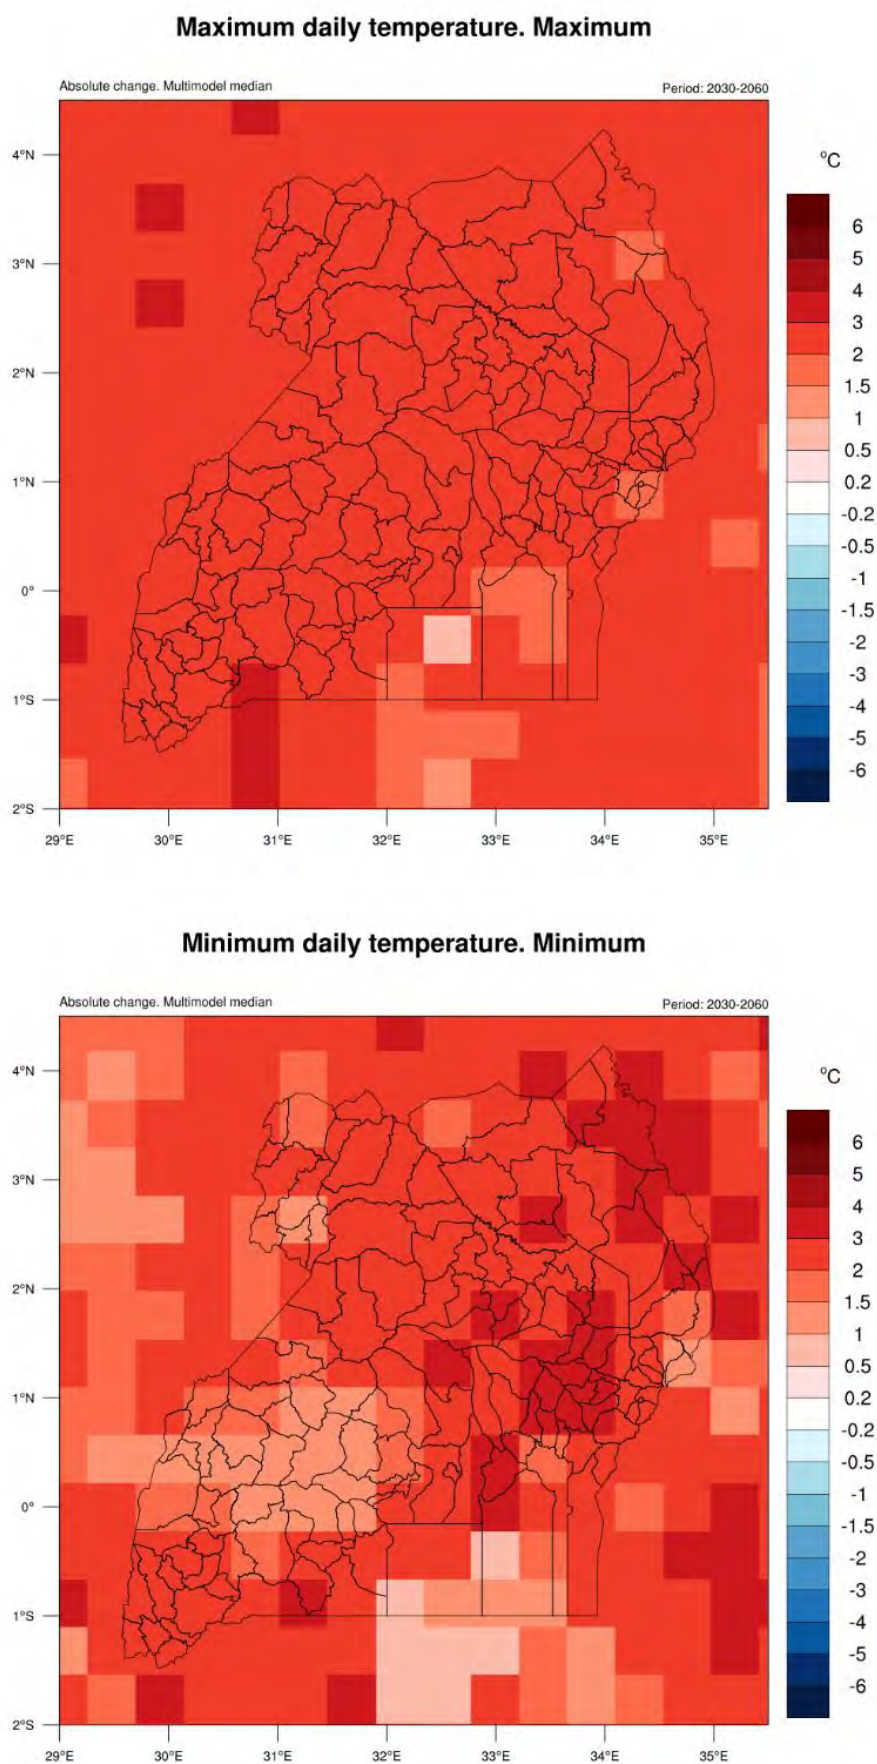 Maximum daily temperature. Maximum
Absolute change. Multimodel median
Period: 2030-2060
°C
4°N
3°N
2°N
1°N
0°
1°S
2°S
29°E
30°E
31°E
32°E
33°E
34°E
35°E
6
5
4
3
2
1.5
1
0.5
0.2
-0.2
-0.5
-1
-1.5
-2
-3
-4
-5
-6
Minimum daily temperature. Minimum
Absolute change. Multimodel median
Period: 2030-2060
°C
4°N
3°N
2°N
1°N
0°
1°S
2°S
29°E
30°E
31°E
32°E
33°E
34°E
35°E
6
5
4
3
2
1.5
1
0.5
0.2
-0.2
-0.5
-1
-1.5
-2
-3
-4
-5
-6